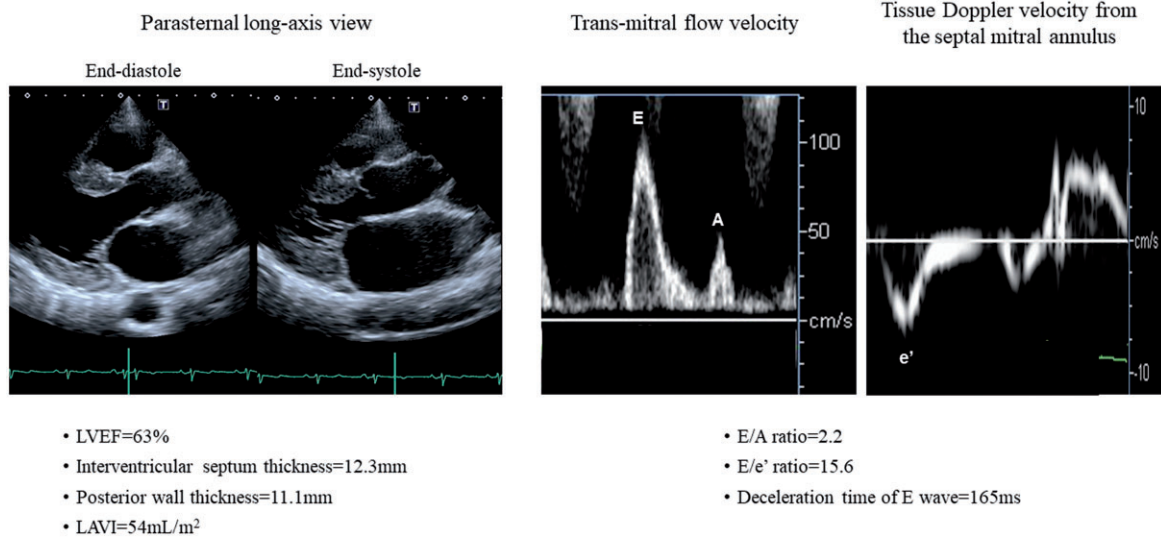 Parasternal long-axis view
End-diastole
End-systole
T
T
• LVEF=63%
• Interventricular septum thickness=12.3mm
• Posterior wall thickness=11.1mm
• LAVI=54mL/m²
Trans-mitral flow velocity
E
A
100
50
cm/s
Tissue Doppler velocity from
the septal mitral annulus
10
cm/s
-10
e’
• E/A ratio=2.2
• E/e’ ratio=15.6
• Deceleration time of E wave=165ms